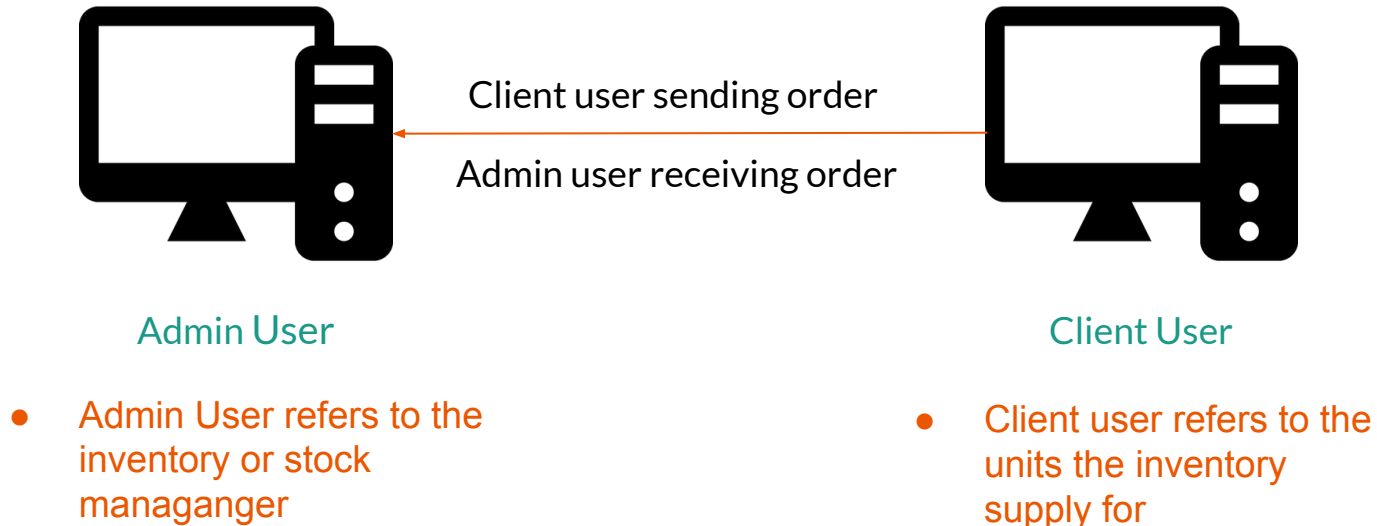 Client user sending order
Admin user receiving order
Admin User
Client User
● Admin User refers to the
inventory or stock
managanger
● Client user refers to the
units the inventory
supply for